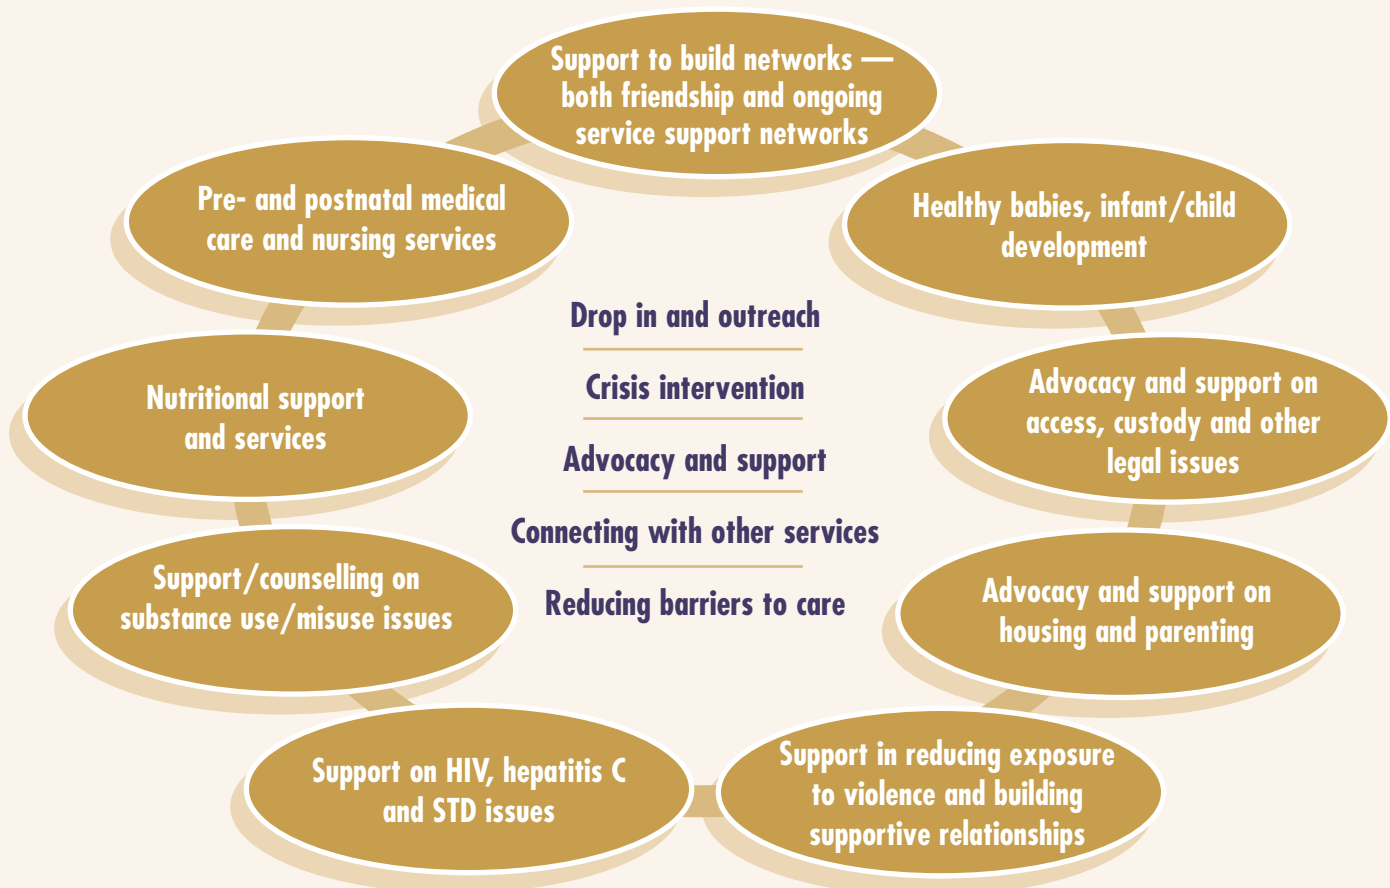 Support to build networks —
both friendship and ongoing
service support networks
Pre- and postnatal medical
care and nursing services
Healthy babies, infant/child
development
Drop in and outreach
Crisis intervention
Advocacy and support
Connecting with other services
Reducing barriers to care
Nutritional support
and services
Advocacy and support on
access, custody and other
legal issues
Support/counselling on
substance use/misuse issues
Advocacy and support on
housing and parenting
Support on HIV, hepatitis C
and STD issues
Support in reducing exposure
to violence and building
supportive relationships